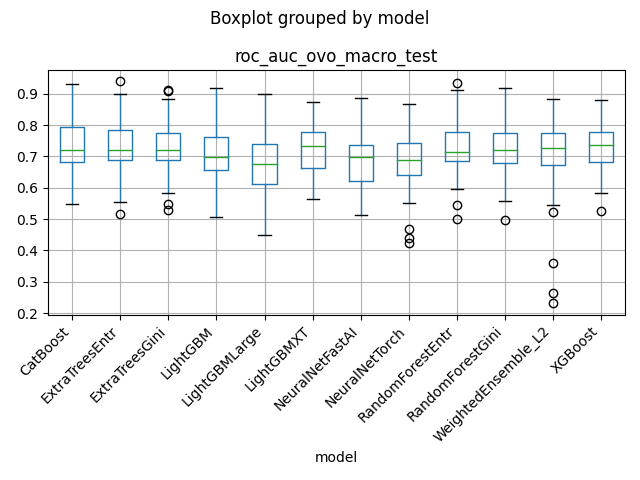 Boxplot grouped by model
roc_auc_ovo_macro_test
0.9
0.8
0.7
0.6
0.5
0.4
0.3
0.2
CatBoost
ExtraTreesEntr
ExtraTreesGini
LightGBM
LightGBMLarge
LightGBMXT
NeuralNetFastAI
NeuralNetTorch
RandomForestEntr
RandomForestGini
WeightedEnsemble_L2
XGBoost
model